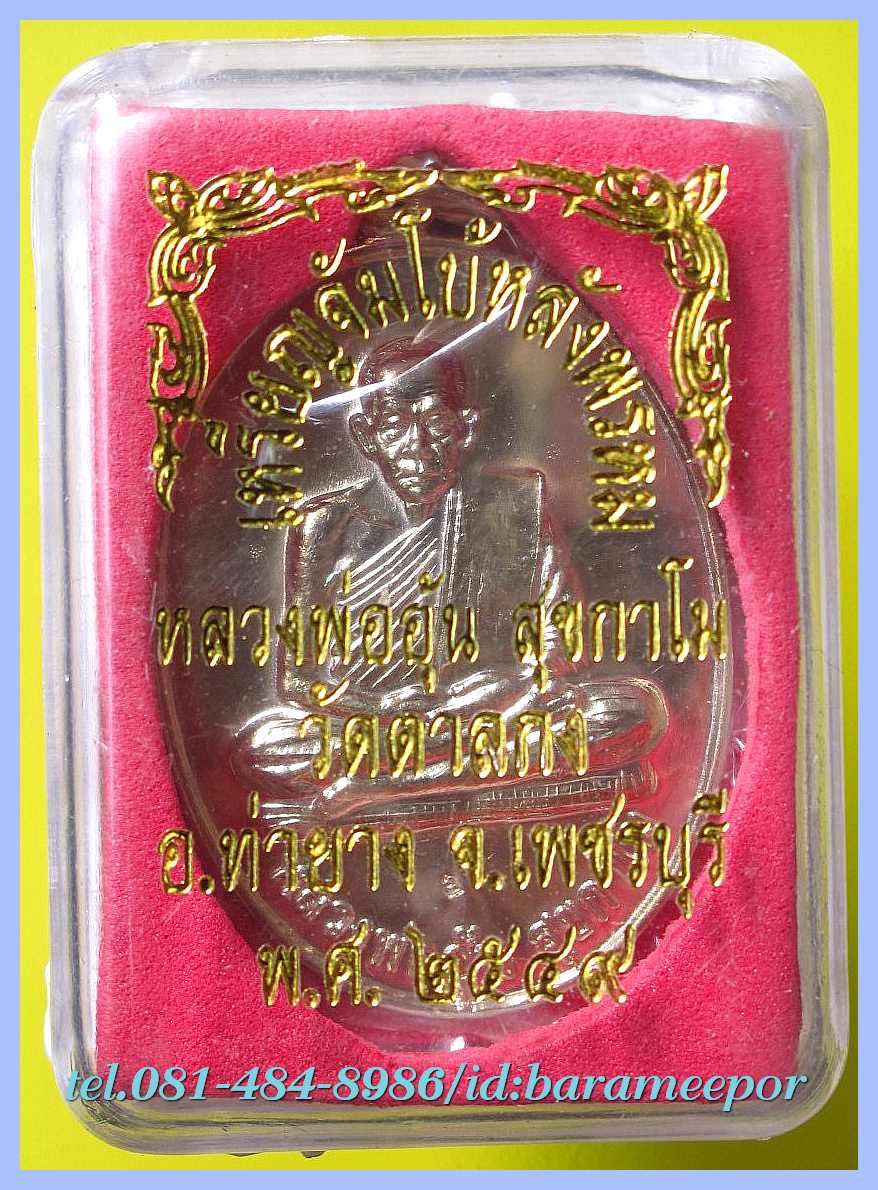 เหรียญจัมโบ้หลังพรหม
หลวงพ่ออุ้น สุขกาโม
วัดตาลกง
อ.ท่ายาง จ.เพชรบุรี
พ.ศ. ๒๕๔๙
tel.081-484-8986/id:barameepor